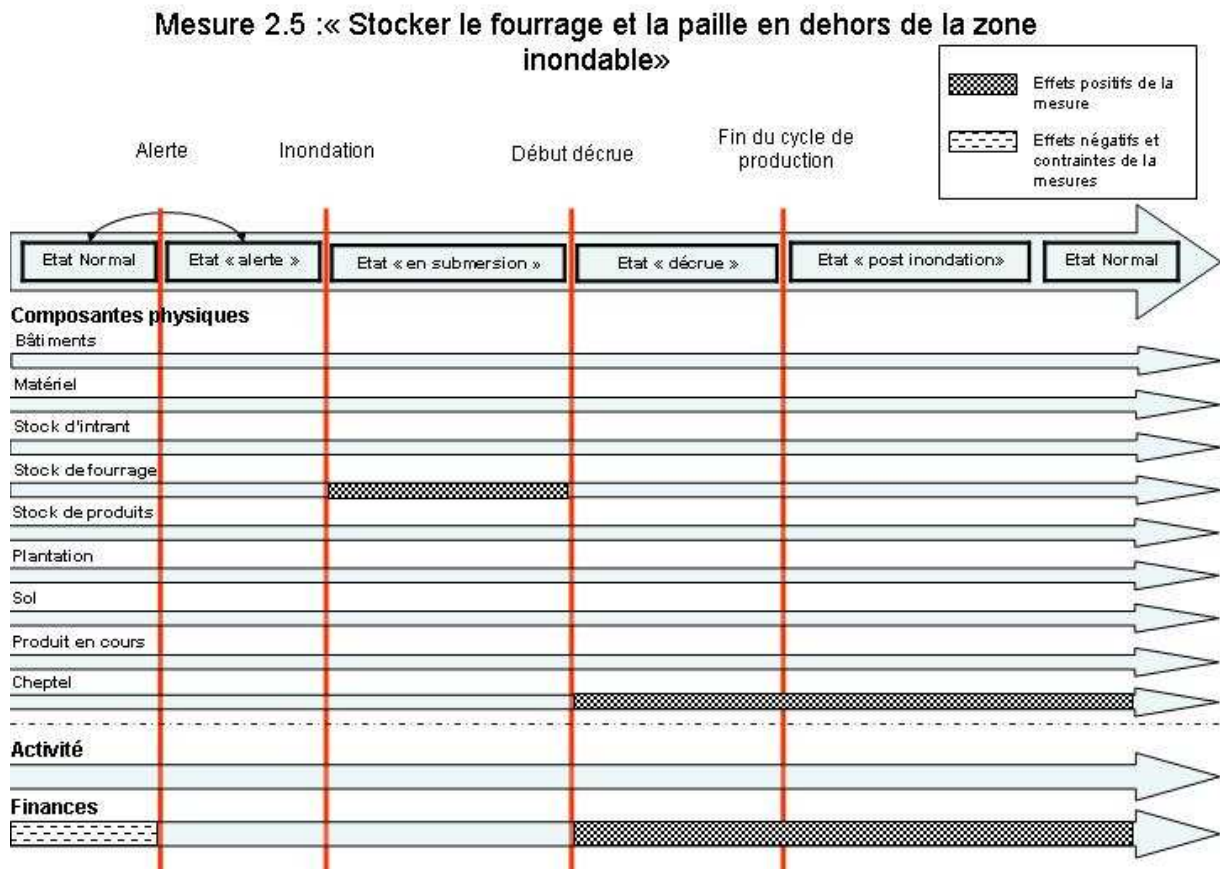 Mesure 2.5 :« Stocker le fourrage et la paille en dehors de la zone
inondable»
Effets positifs de la
mesure
Effets négatifs et
contraintes de la
mesures
Alerte
Inondation
Début décrue
Fin du cycle de
production
Etat Normal
Etat « alerte »
Etat « en submersion »
Etat « décrue »
Etat « post inondation»
Etat Normal
Composantes physiques
Bâtiments
Matériel
Stock d'intrant
Stock de fourrage
Stock de produits
Plantation
Sol
Produit en cours
Cheptel
Activité
Finances